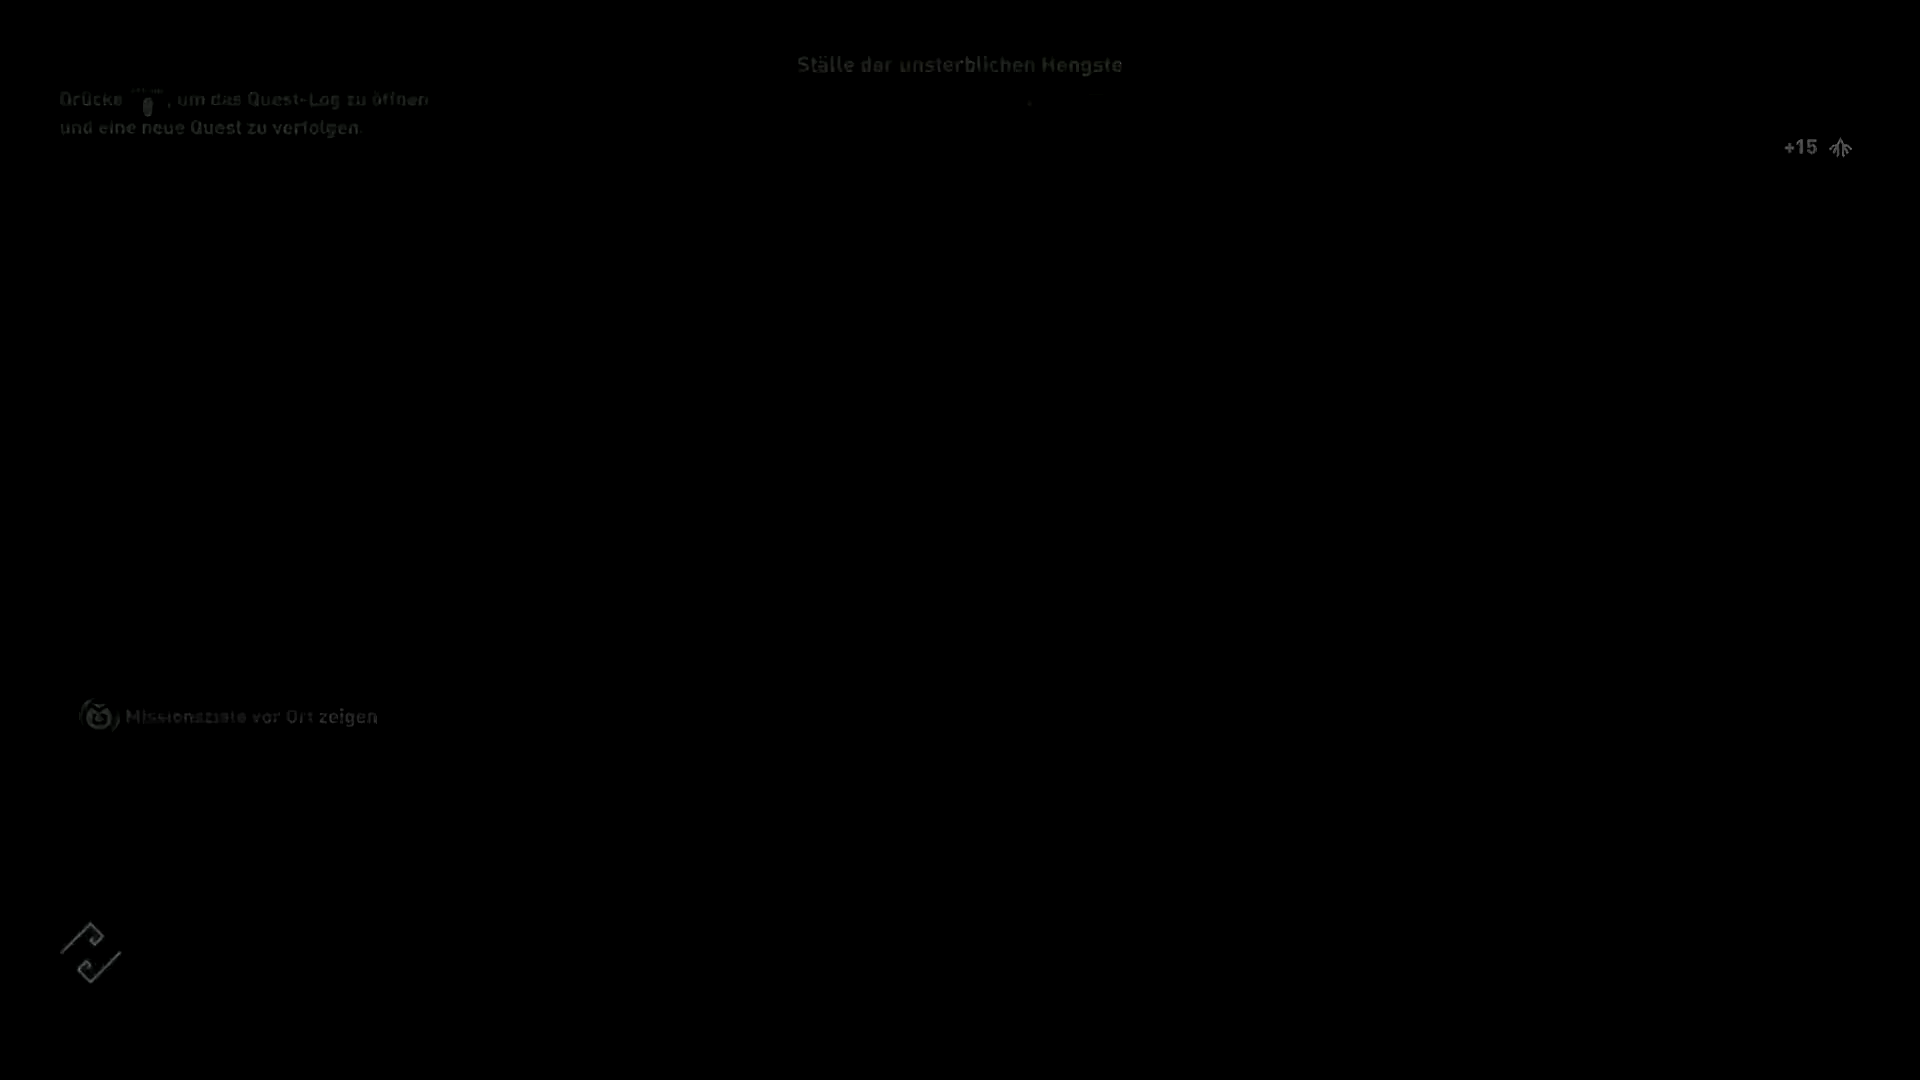 Ställe der unsterblichen Hengste
Drücke , um das Quest-Log zu öffnen
und eine neue Quest zu verfolgen.
+15
Missionsziele vor Ort zeigen